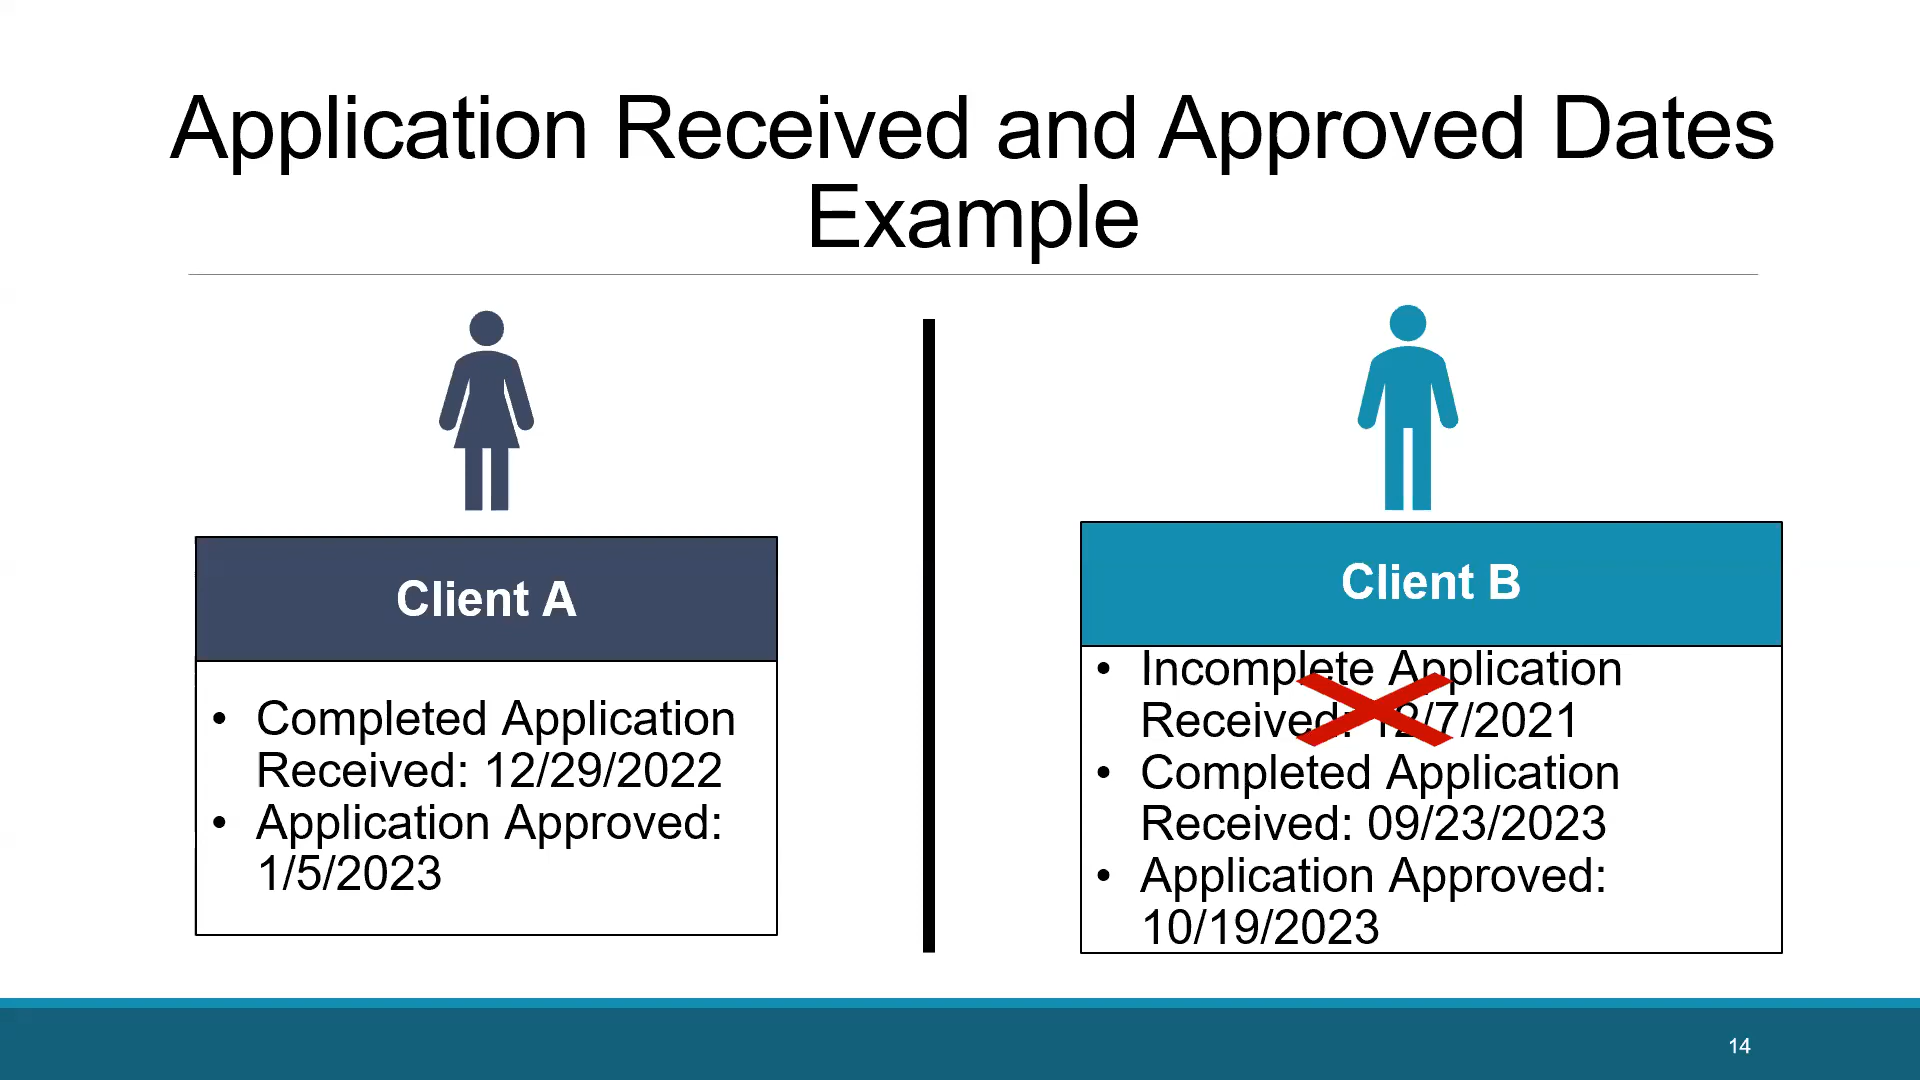 Application Received and Approved Dates
Example
Client A
• Completed Application
Received: 12/29/2022
• Application Approved:
1/5/2023
Client B
• Incomplete Application
Received: 12/7/2021
• Completed Application
Received: 09/23/2023
• Application Approved:
10/19/2023
14